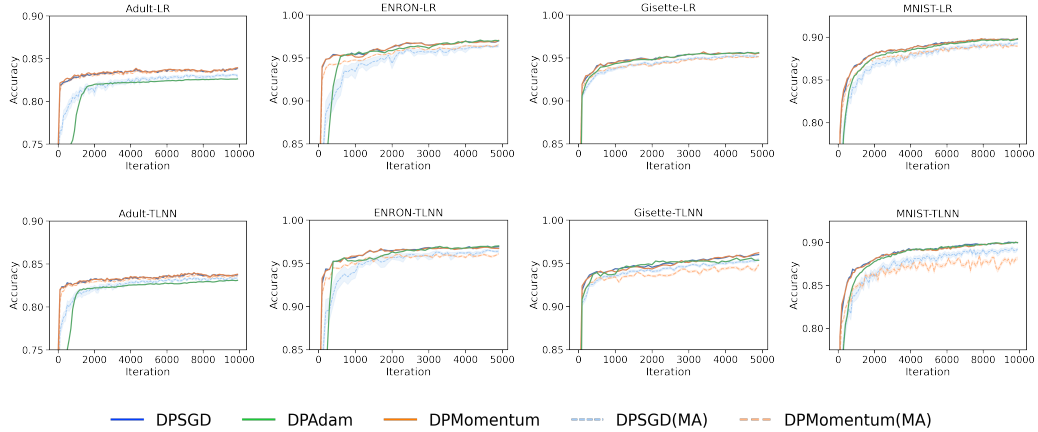 Adult-LR
ENRON-LR
Gisette-LR
MNIST-LR
Accuracy
0.90
0.85
0.80
0.75
0 2000 4000 6000 8000 10000
Iteration
Accuracy
1.00
0.95
0.90
0.85
0 1000 2000 3000 4000 5000
Iteration
Accuracy
1.00
0.95
0.90
0.85
0 1000 2000 3000 4000 5000
Iteration
Accuracy
0.90
0.85
0.80
0 2000 4000 6000 8000 10000
Iteration
Adult-TLNN
ENRON-TLNN
Gisette-TLNN
MNIST-TLNN
Accuracy
0.90
0.85
0.80
0.75
0 2000 4000 6000 8000 10000
Iteration
Accuracy
1.00
0.95
0.90
0.85
0 1000 2000 3000 4000 5000
Iteration
Accuracy
1.00
0.95
0.90
0.85
0 1000 2000 3000 4000 5000
Iteration
Accuracy
0.90
0.85
0.80
0 2000 4000 6000 8000 10000
Iteration
DPSGD DPAdam DPMomentum DPSGD(MA) DPMomentum(MA)